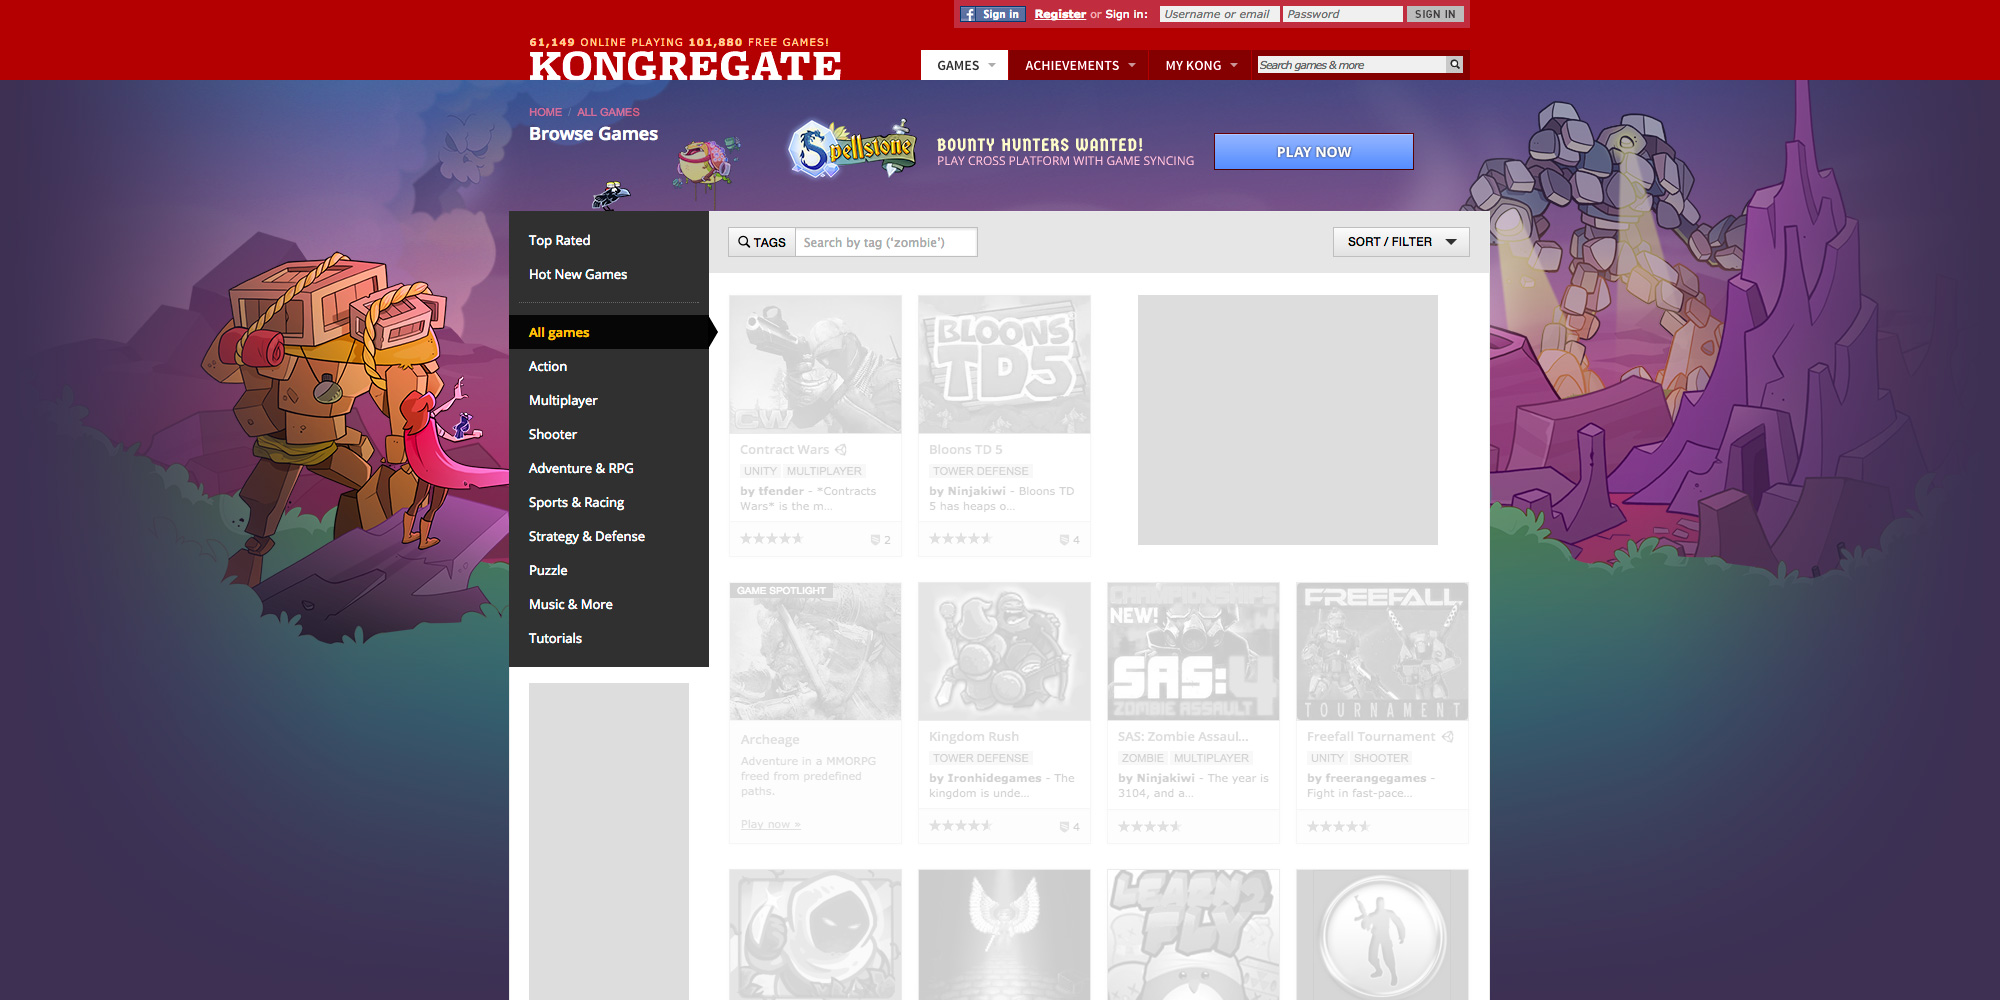 Sign in
Register or Sign in:
Username or email
Password
SIGN IN
61,149 ONLINE PLAYING 101,880 FREE GAMES!
KONGREGATE
GAMES
ACHIEVEMENTS
MY KONG
Search games & more
HOME / ALL GAMES
Browse Games
Spellstone
BOUNTY HUNTERS WANTED!
PLAY CROSS PLATFORM WITH GAME SYNCING
PLAY NOW
Top Rated
Hot New Games
All games
Action
Multiplayer
Shooter
Adventure & RPG
Sports & Racing
Strategy & Defense
Puzzle
Music & More
Tutorials
TAGS
Search by tag ('zombie')
SORT / FILTER
CW
Contract Wars
UNITY MULTIPLAYER
by tfender - *Contracts
Wars* is the m...
2
BLOONS
TD5
Bloons TD 5
TOWER DEFENSE
by Ninjakiwi - Bloons TD
5 has heaps o...
4
GAME SPOTLIGHT
Archeage
Adventure in a MMORPG
freed from predefined
paths.
Play now »
Kingdom Rush
TOWER DEFENSE
by Ironhidegames - The
kingdom is unde...
4
CHAMPIONSHIPS
NEW!
SAS:4
ZOMBIE ASSAULT
SAS: Zombie Assaul...
ZOMBIE MULTIPLAYER
by Ninjakiwi - The year is
3104, and a...
FREEFALL
TOURNAMENT
Freefall Tournament
UNITY SHOOTER
by freerangegames -
Fight in fast-pace...
LEARN 2
FLY